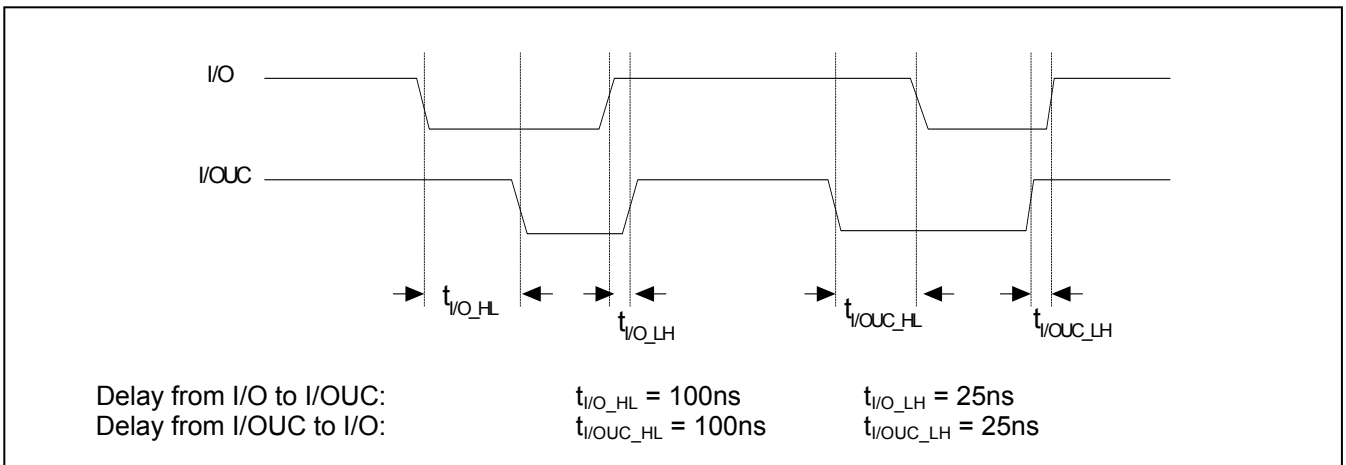 I/O
I/OUC
tI/O_HL
tI/O_LH
tI/OUC_HL
tI/OUC_LH
Delay from I/O to I/OUC: tI/O_HL = 100ns tI/O_LH = 25ns
Delay from I/OUC to I/O: tI/OUC_HL = 100ns tI/OUC_LH = 25ns